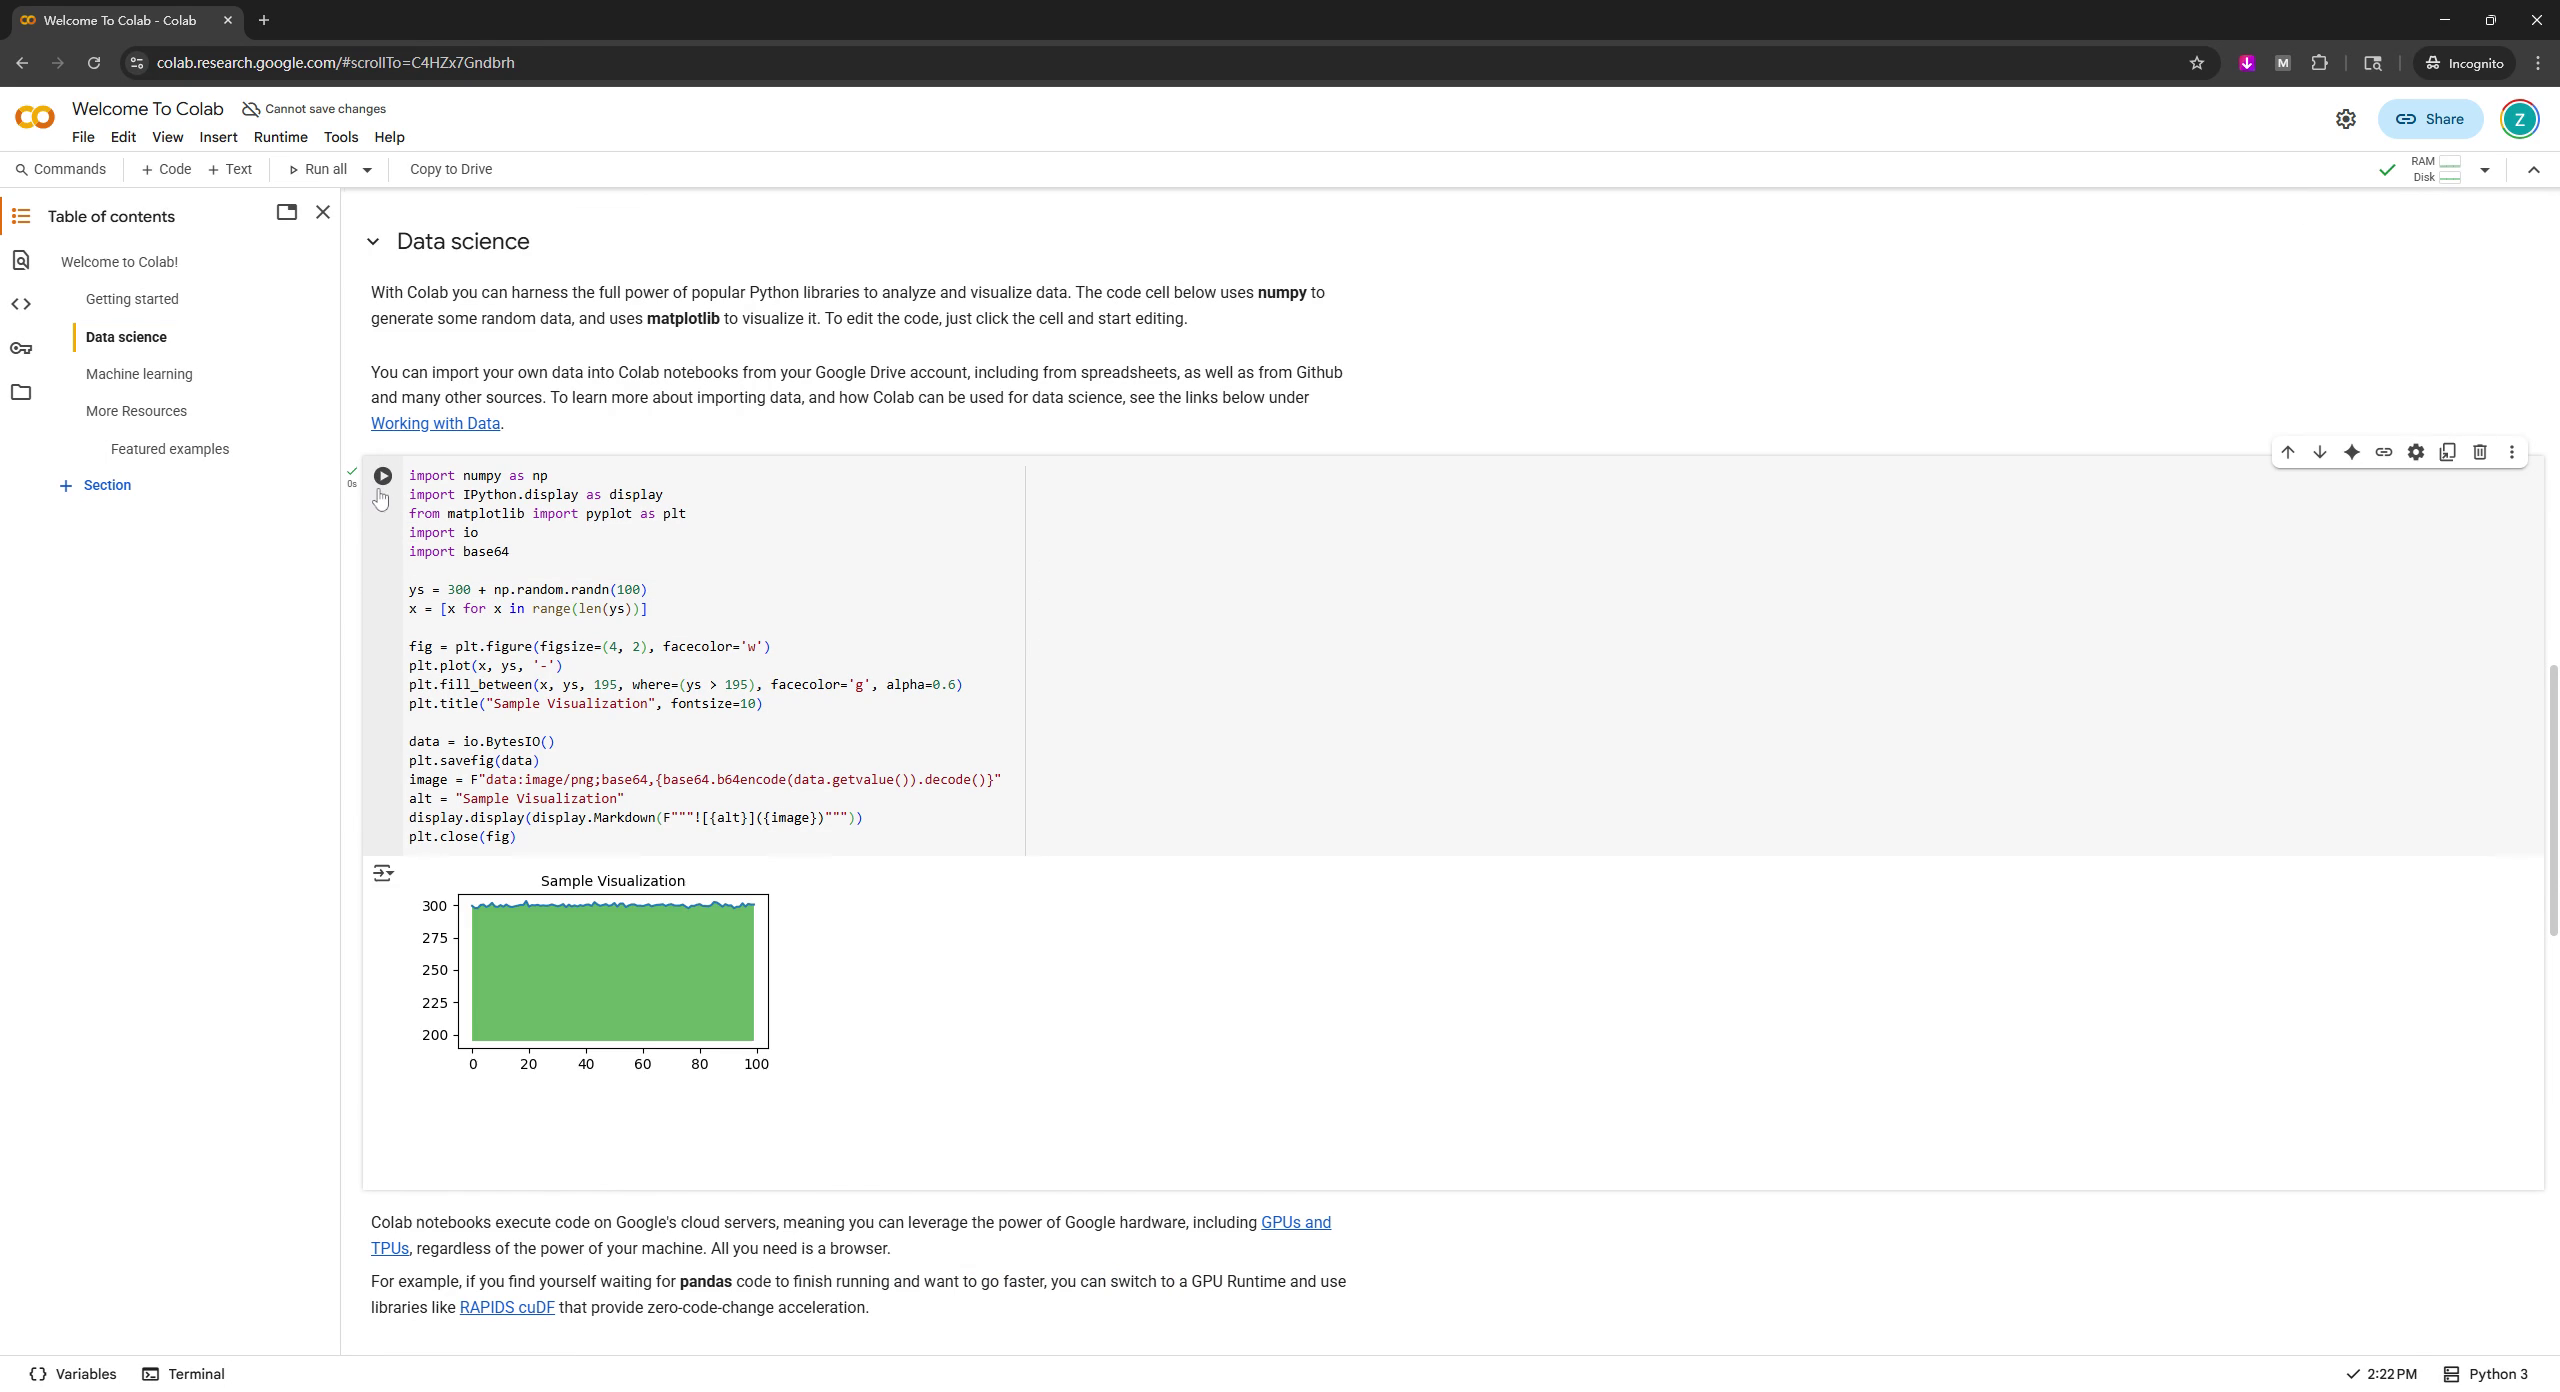 Welcome To Colab - Colab
colab.research.google.com/#scrollTo=C4HZx7Gndbrh
M
Incognito
Welcome To Colab
Cannot save changes
File Edit View Insert Runtime Tools Help
Share
Z
Commands
+ Code + Text
Run all
Copy to Drive
RAM
Disk
Table of contents
Welcome to Colab!
Getting started
Data science
Machine learning
More Resources
Featured examples
+ Section
Data science
With Colab you can harness the full power of popular Python libraries to analyze and visualize data. The code cell below uses numpy to
generate some random data, and uses matplotlib to visualize it. To edit the code, just click the cell and start editing.
You can import your own data into Colab notebooks from your Google Drive account, including from spreadsheets, as well as from Github
and many other sources. To learn more about importing data, and how Colab can be used for data science, see the links below under
Working with Data.
0s
import numpy as np
import IPython.display as display
from matplotlib import pyplot as plt
import io
import base64
ys = 300 + np.random.randn(100)
x = [x for x in range(len(ys))]
fig = plt.figure(figsize=(4, 2), facecolor='w')
plt.plot(x, ys, '-')
plt.fill_between(x, ys, 195, where=(ys > 195), facecolor='g', alpha=0.6)
plt.title("Sample Visualization", fontsize=10)
data = io.BytesIO()
plt.savefig(data)
image = F"data:image/png;base64,{base64.b64encode(data.getvalue()).decode()}"
alt = "Sample Visualization"
display.display(display.Markdown(F"""![{alt}]({image})"""))
plt.close(fig)
Sample Visualization
300
275
250
225
200
0 20 40 60 80 100
Colab notebooks execute code on Google's cloud servers, meaning you can leverage the power of Google hardware, including GPUs and
TPUs, regardless of the power of your machine. All you need is a browser.
For example, if you find yourself waiting for pandas code to finish running and want to go faster, you can switch to a GPU Runtime and use
libraries like RAPIDS cuDF that provide zero-code-change acceleration.
Variables
Terminal
2:22 PM
Python 3